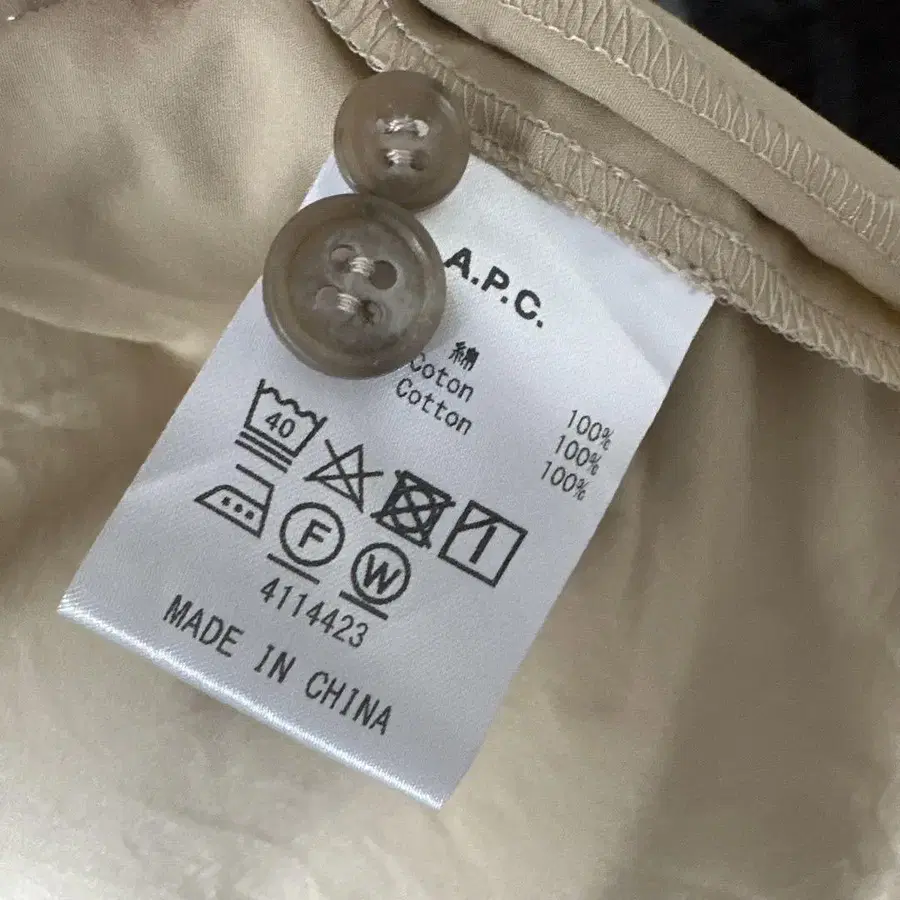 A.P.C.
綿 100%
Coton 100%
Cotton 100%
40
F
W
4114423
MADE IN CHINA